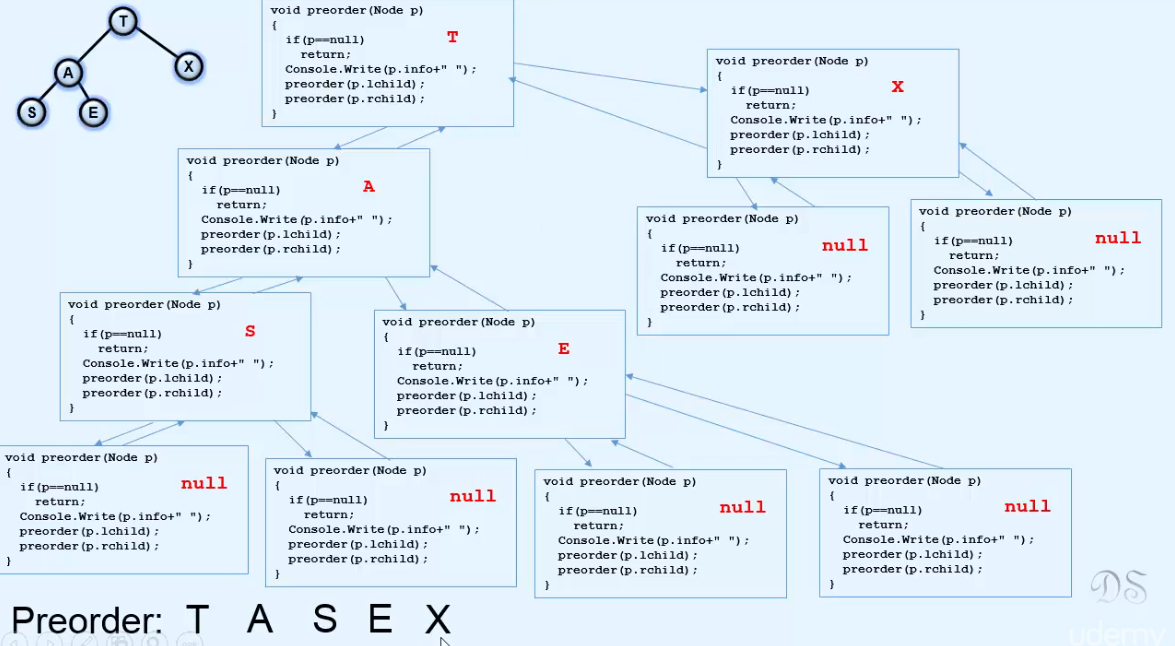 T
A
X
S
E
void preorder(Node p)
{
if(p==null)
return;
Console.Write(p.info+" ");
preorder(p.lchild);
preorder(p.rchild);
}
T
void preorder(Node p)
{
if(p==null)
return;
Console.Write(p.info+" ");
preorder(p.lchild);
preorder(p.rchild);
}
X
void preorder(Node p)
{
if(p==null)
return;
Console.Write(p.info+" ");
preorder(p.lchild);
preorder(p.rchild);
}
A
void preorder(Node p)
{
if(p==null)
return;
Console.Write(p.info+" ");
preorder(p.lchild);
preorder(p.rchild);
}
null
void preorder(Node p)
{
if(p==null)
return;
Console.Write(p.info+" ");
preorder(p.lchild);
preorder(p.rchild);
}
null
void preorder(Node p)
{
if(p==null)
return;
Console.Write(p.info+" ");
preorder(p.lchild);
preorder(p.rchild);
}
S
void preorder(Node p)
{
if(p==null)
return;
Console.Write(p.info+" ");
preorder(p.lchild);
preorder(p.rchild);
}
E
void preorder(Node p)
{
if(p==null)
return;
Console.Write(p.info+" ");
preorder(p.lchild);
preorder(p.rchild);
}
null
void preorder(Node p)
{
if(p==null)
return;
Console.Write(p.info+" ");
preorder(p.lchild);
preorder(p.rchild);
}
null
void preorder(Node p)
{
if(p==null)
return;
Console.Write(p.info+" ");
preorder(p.lchild);
preorder(p.rchild);
}
null
void preorder(Node p)
{
if(p==null)
return;
Console.Write(p.info+" ");
preorder(p.lchild);
preorder(p.rchild);
}
null
Preorder: T A S E X
DS
udemy